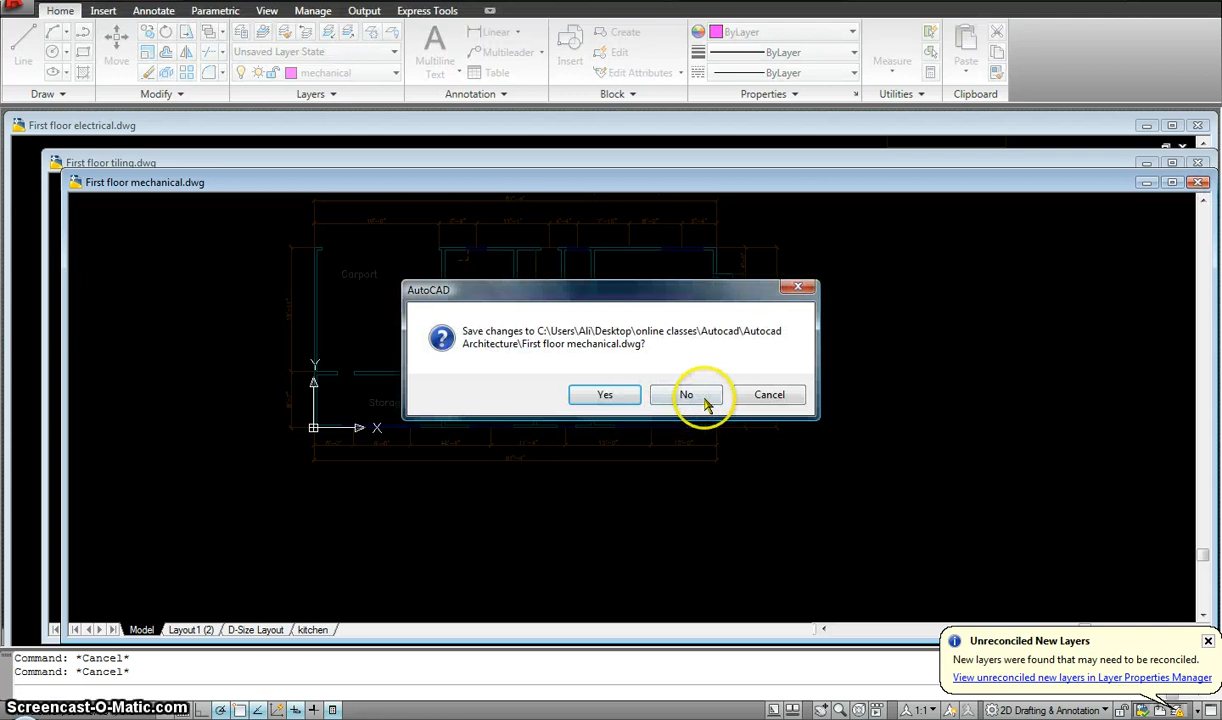 Home Insert Annotate Parametric View Manage Output Express Tools
Line
Move
Unsaved Layer State
mechanical
Multiline
Text
Linear
Multileader
Table
Insert
Create
Edit
Edit Attributes
ByLayer
ByLayer
ByLayer
Measure
Paste
Draw Modify Layers Annotation Block Properties Utilities Clipboard
First floor electrical.dwg
First floor tiling.dwg
First floor mechanical.dwg
Carport
AutoCAD
Save changes to C:\Users\Ali\Desktop\online classes\Autocad\Autocad
Architecture\First floor mechanical.dwg?
Yes No Cancel
Y
X
Model Layout1 (2) D-Size Layout kitchen
Unreconciled New Layers
New layers were found that may need to be reconciled.
View unreconciled new layers in Layer Properties Manager
Command: *Cancel*
Command: *Cancel*
Screencast-O-Matic.com
1:1
2D Drafting & Annotation